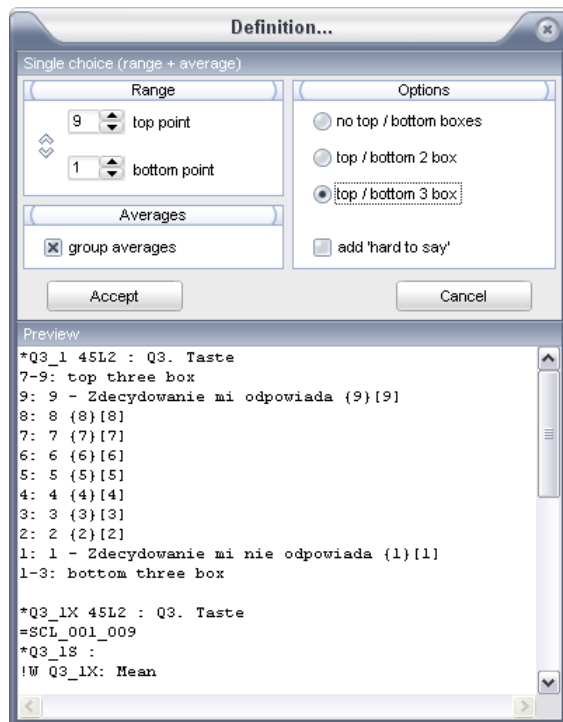 Definition...
Single choice (range + average)
Range
9 top point
1 bottom point
Averages
group averages
Options
no top / bottom boxes
top / bottom 2 box
top / bottom 3 box
add 'hard to say'
Accept
Cancel
Preview
*Q3_1 45L2 : Q3. Taste
7-9: top three box
9: 9 - Zdecydowanie mi odpowiada {9}[9]
8: 8 {8}[8]
7: 7 {7}[7]
6: 6 {6}[6]
5: 5 {5}[5]
4: 4 {4}[4]
3: 3 {3}[3]
2: 2 {2}[2]
1: 1 - Zdecydowanie mi nie odpowiada {1}[1]
1-3: bottom three box
*Q3_1X 45L2 : Q3. Taste
=SCL_001_009
*Q3_1S :
!W Q3_1X: Mean